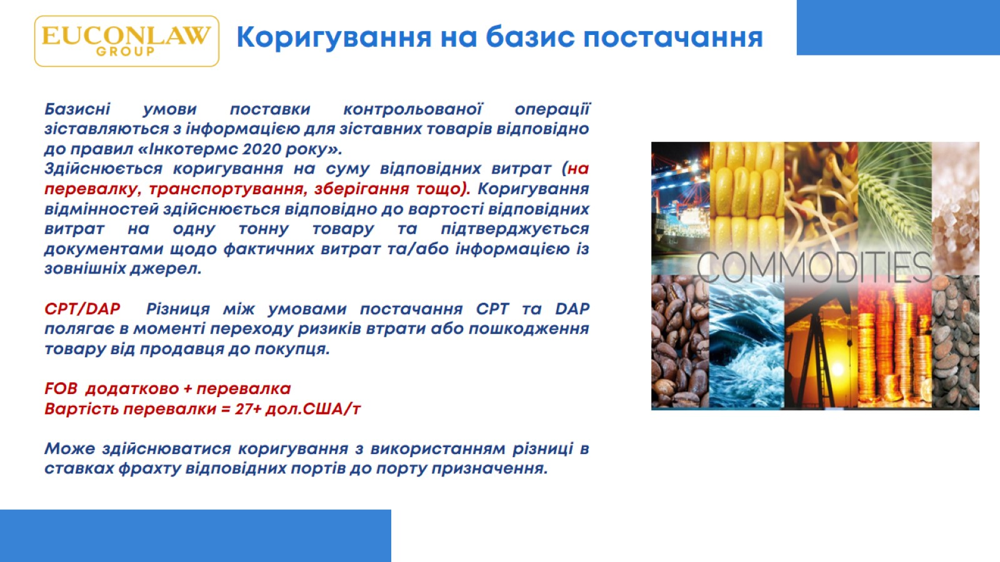 EUCONLAW
GROUP
Коригування на базис постачання
Базисні умови поставки контрольованої операції
зіставляються з інформацією для зіставних товарів відповідно
до правил «Інкотермс 2020 року».
Здійснюється коригування на суму відповідних витрат (на
перевалку, транспортування, зберігання тощо). Коригування
відмінностей здійснюється відповідно до вартості відповідних
витрат на одну тонну товару та підтверджується
документами щодо фактичних витрат та/або інформацією із
зовнішніх джерел.
CPT/DAP Різниця між умовами постачання CPT та DAP
полягає в моменті переходу ризиків втрати або пошкодження
товару від продавця до покупця.
FOB додатково + перевалка
Вартість перевалки = 27+ дол.США/т
Може здійснюватися коригування з використанням різниці в
ставках фрахту відповідних портів до порту призначення.
COMMODITIES